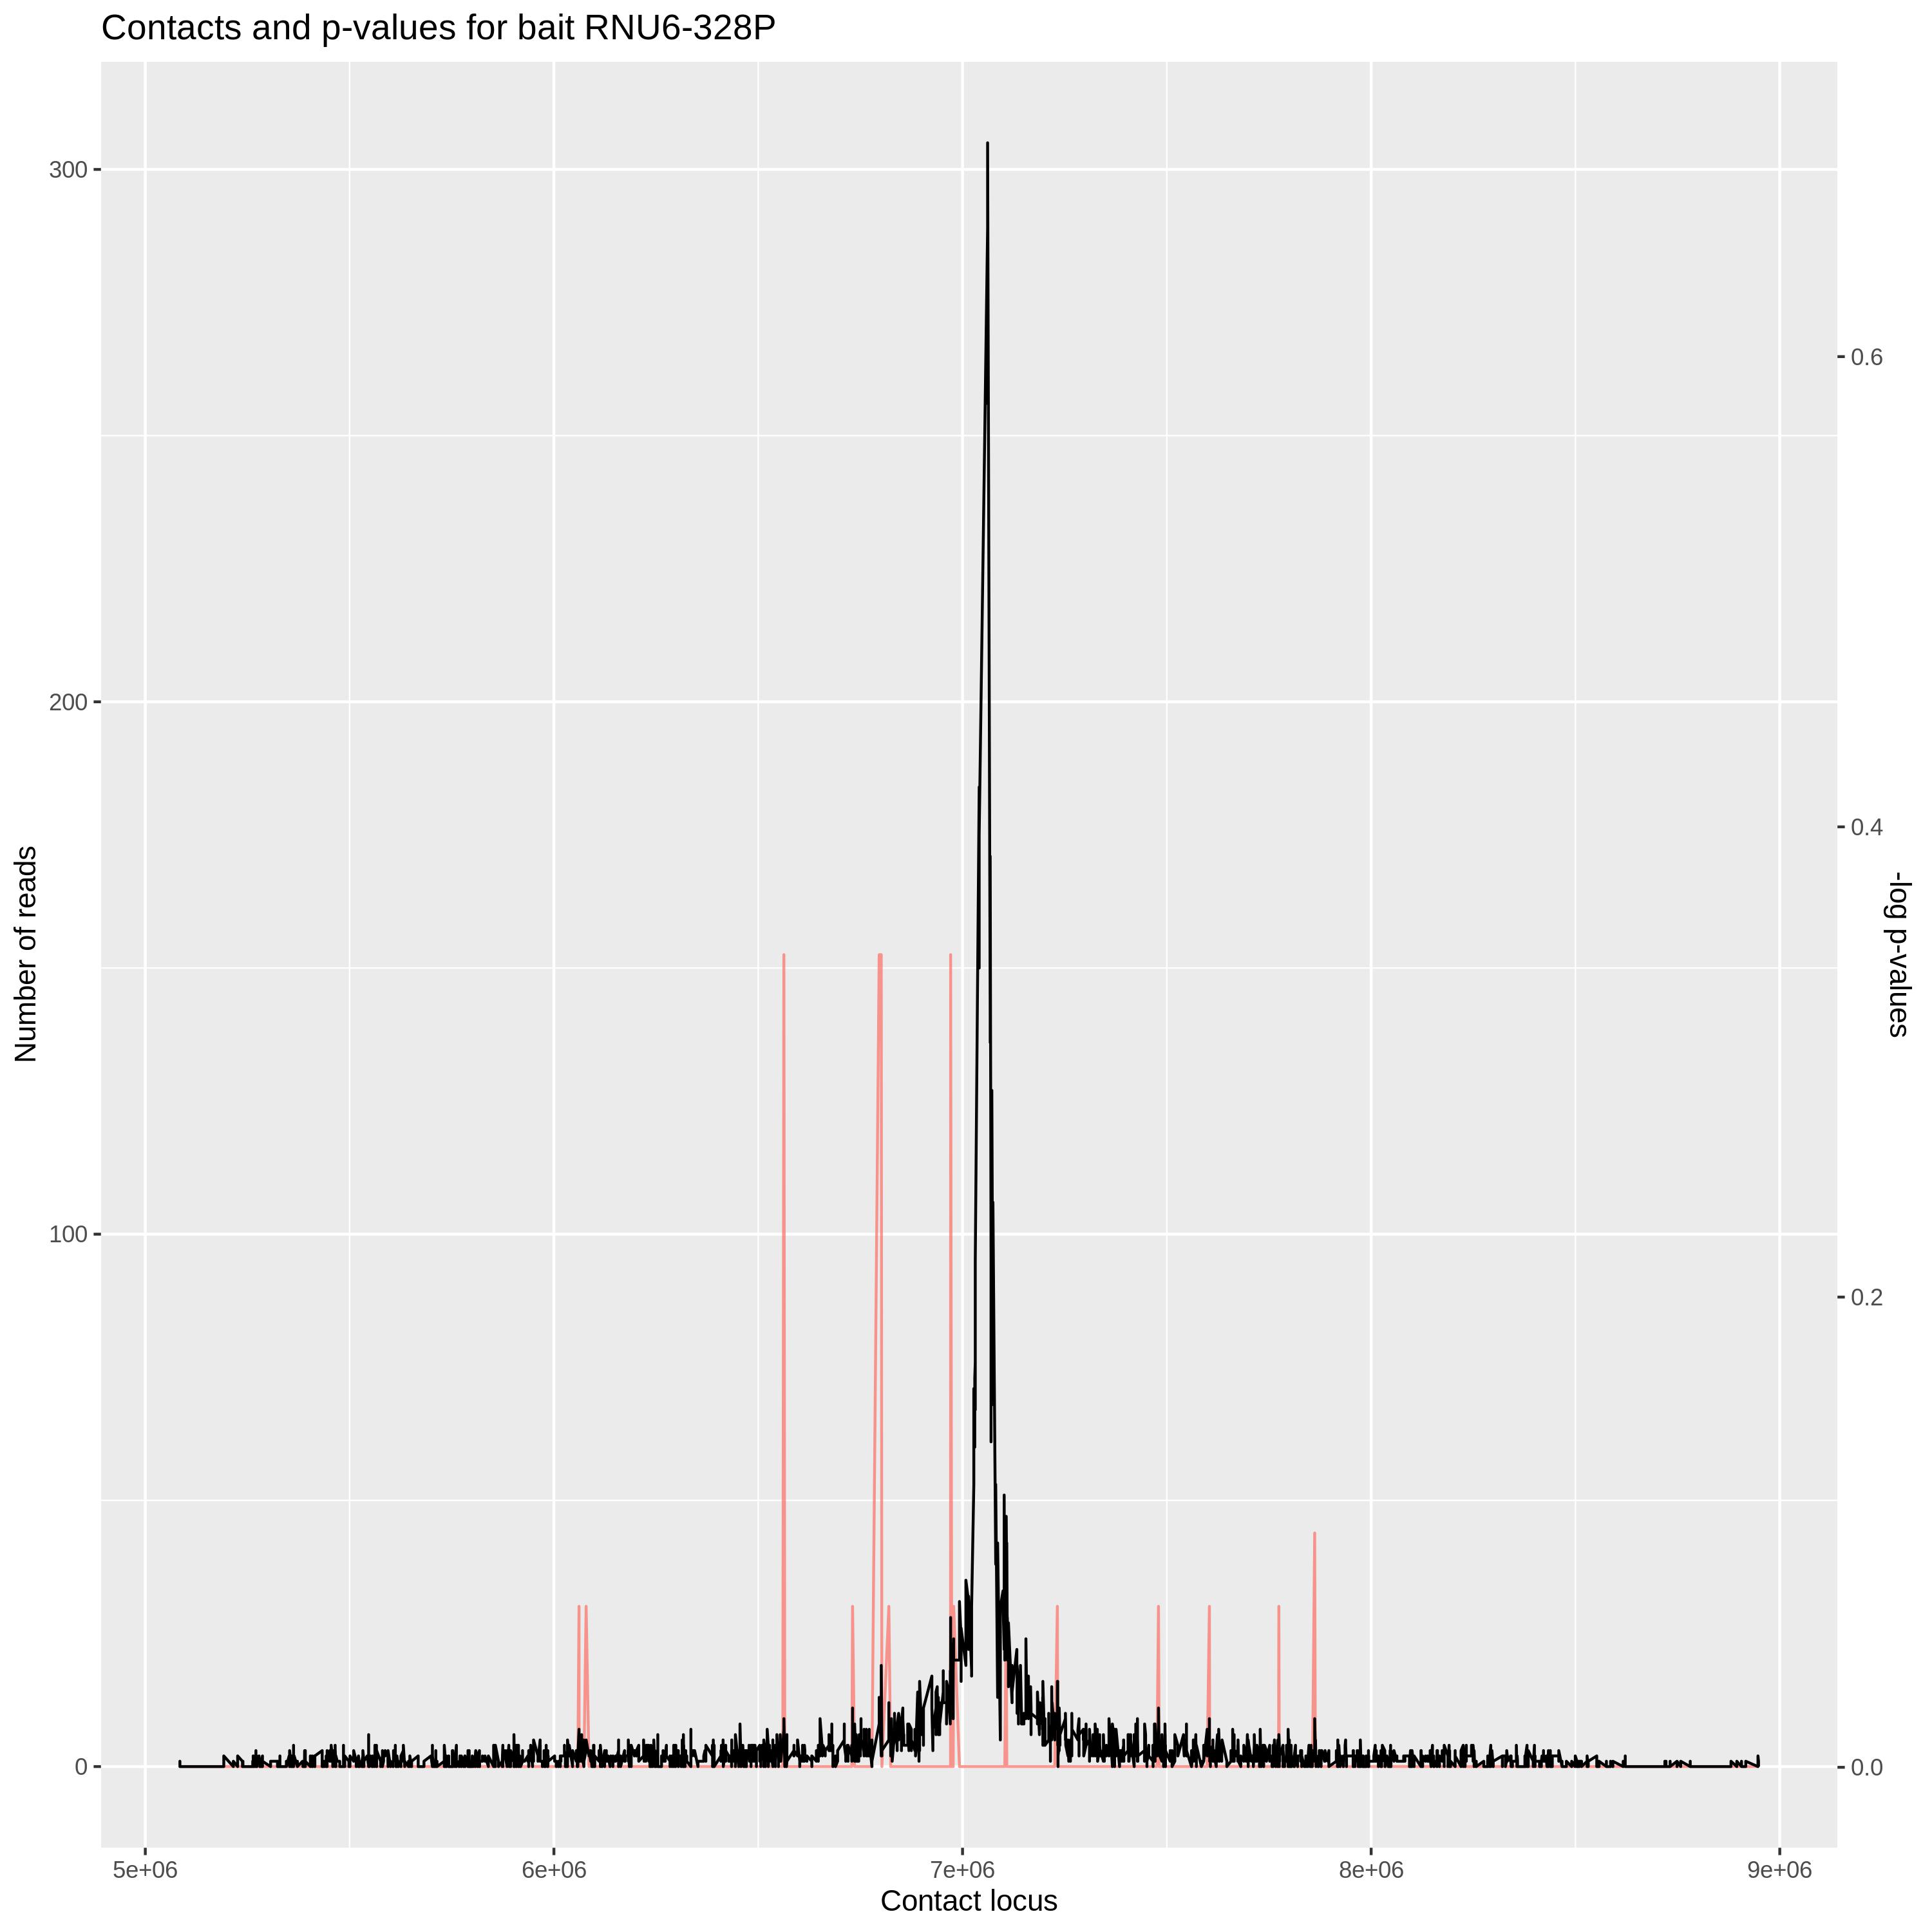 Contacts and p-values for bait RNU6-328P
300
200
100
0
Number of reads
0.6
0.4
0.2
0.0
-log p-values
5e+06
6e+06
7e+06
8e+06
9e+06
Contact locus